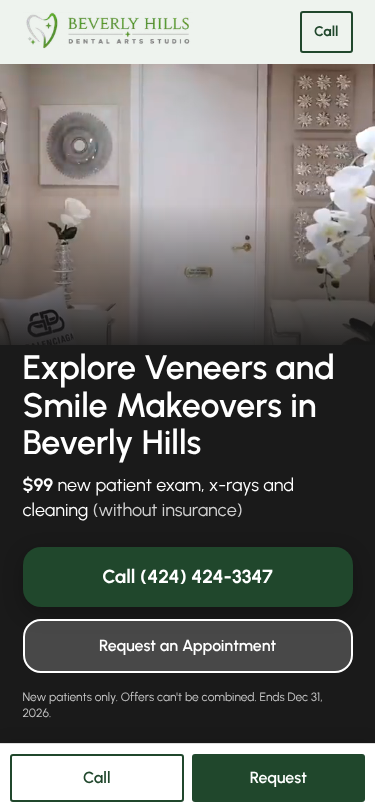 BEVERLY HILLS
DENTAL ARTS STUDIO
Call
BALENCIAGA
Explore Veneers and
Smile Makeovers in
Beverly Hills
$99 new patient exam, x-rays and
cleaning (without insurance)
Call (424) 424-3347
Request an Appointment
New patients only. Offers can't be combined. Ends Dec 31,
2026.
Call
Request